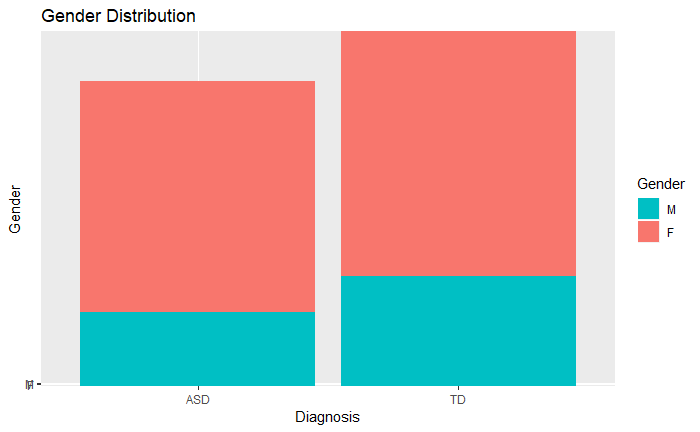 Gender Distribution
Gender
Gender
M
F
ASD
TD
Diagnosis